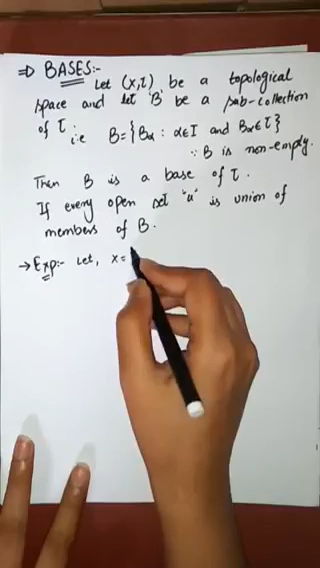 ⇒ BASES:-
Let (X,τ) be a topological
space and let 'B' be a sub-collection
of τ. i.e B={Bα : α∈I and Bα∈τ}
∵ B is non-empty.
Then B is a base of τ.
If every open set "u" is union of
members of B.
→ Exp:- Let, X=